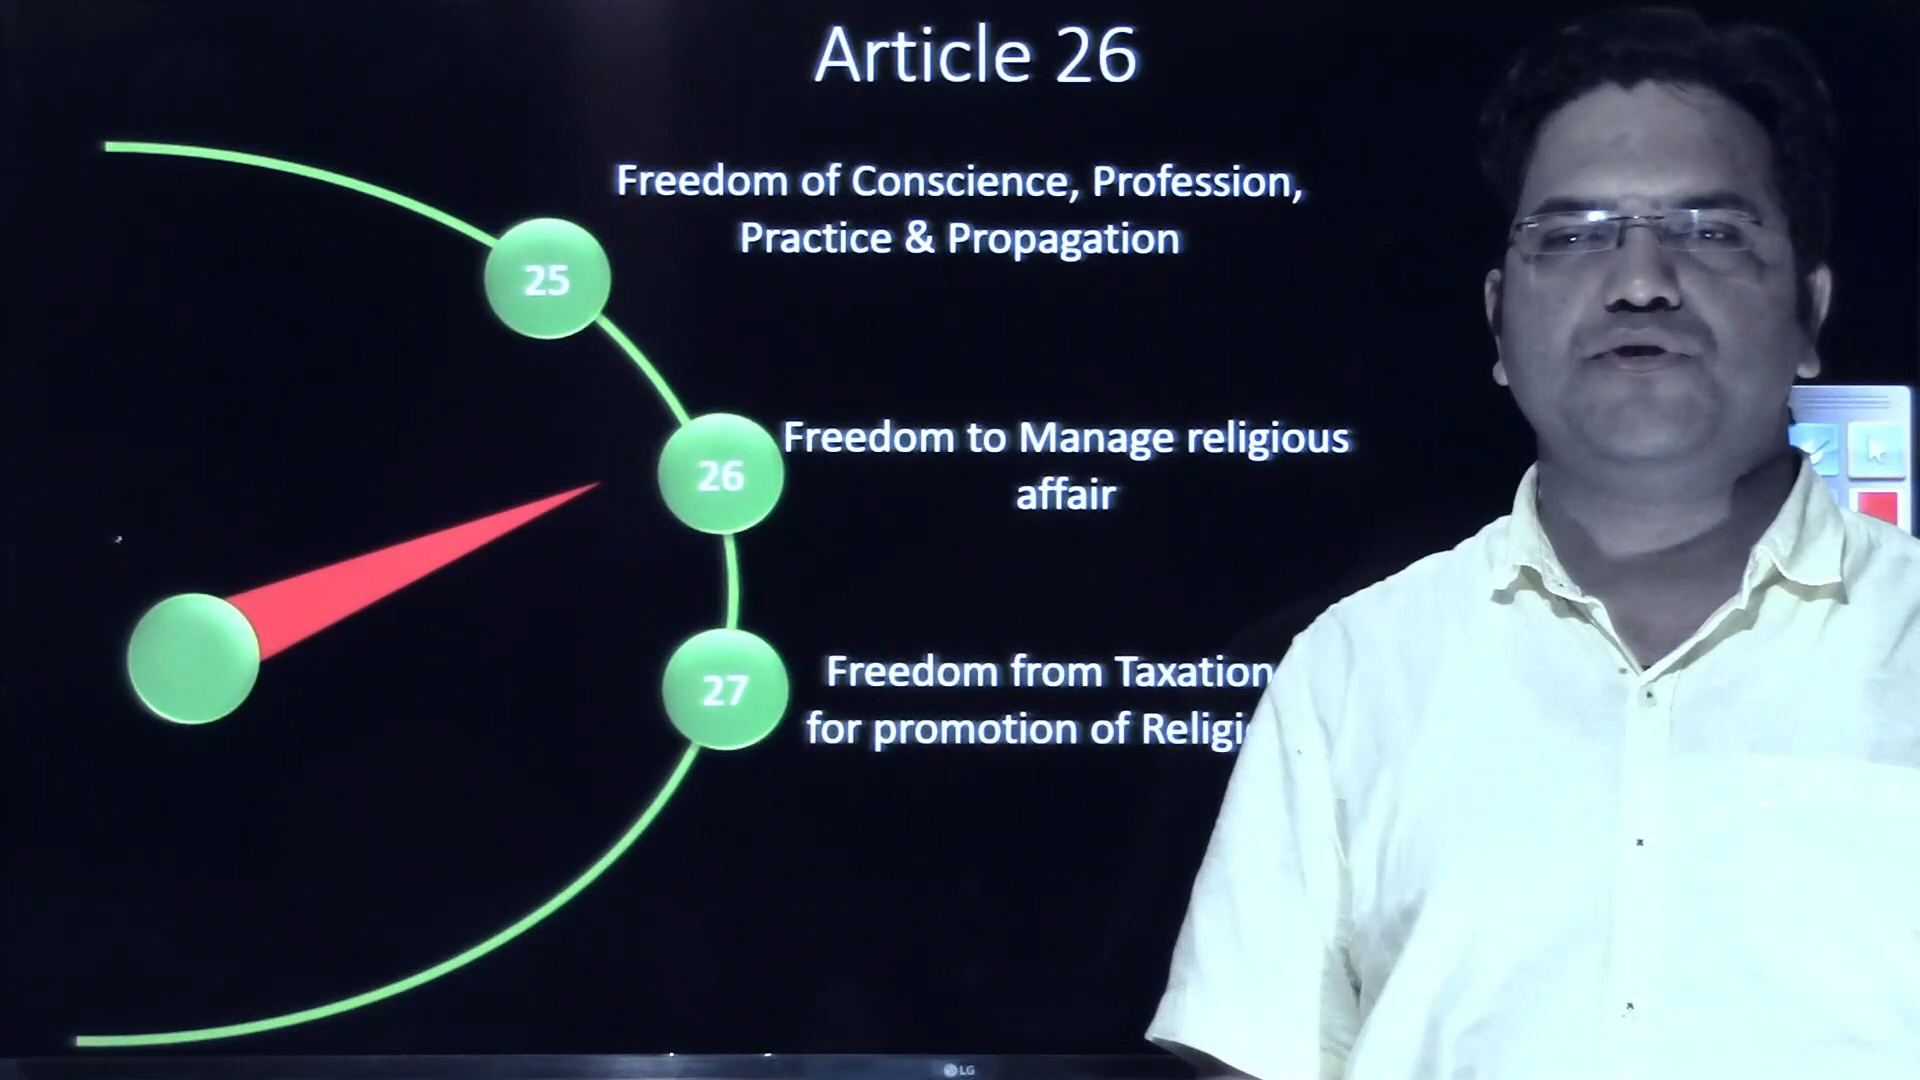 Article 26
Freedom of Conscience, Profession,
Practice & Propagation
25
Freedom to Manage religious
affair
26
Freedom from Taxation
for promotion of
27
LG